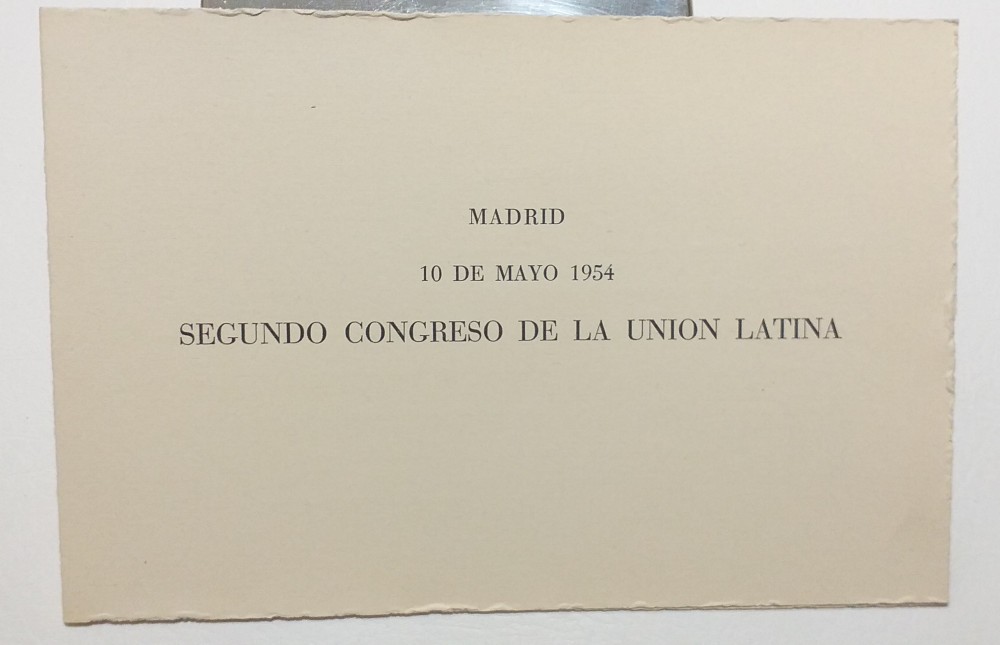 MADRID
10 DE MAYO 1954
SEGUNDO CONGRESO DE LA UNION LATINA